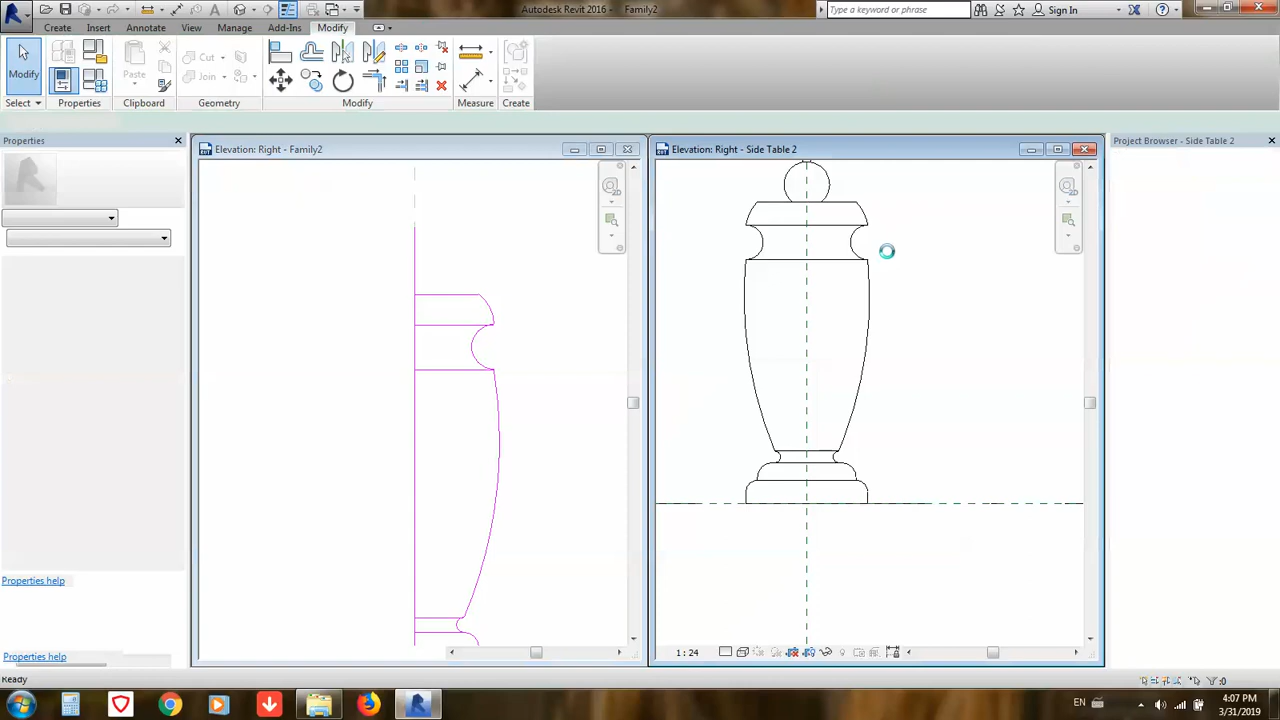 Autodesk Revit 2016 - Family2
Type a keyword or phrase
Sign In
Create Insert Annotate View Manage Add-Ins Modify
Modify
Paste
Cut
Join
Select Properties Clipboard Geometry Modify Measure Create
Properties
Elevation: Right - Family2
Elevation: Right - Side Table 2
Project Browser - Side Table 2
2D
2D
Properties help
Properties help
1 : 24
Ready
:0
EN
4:07 PM
3/31/2019